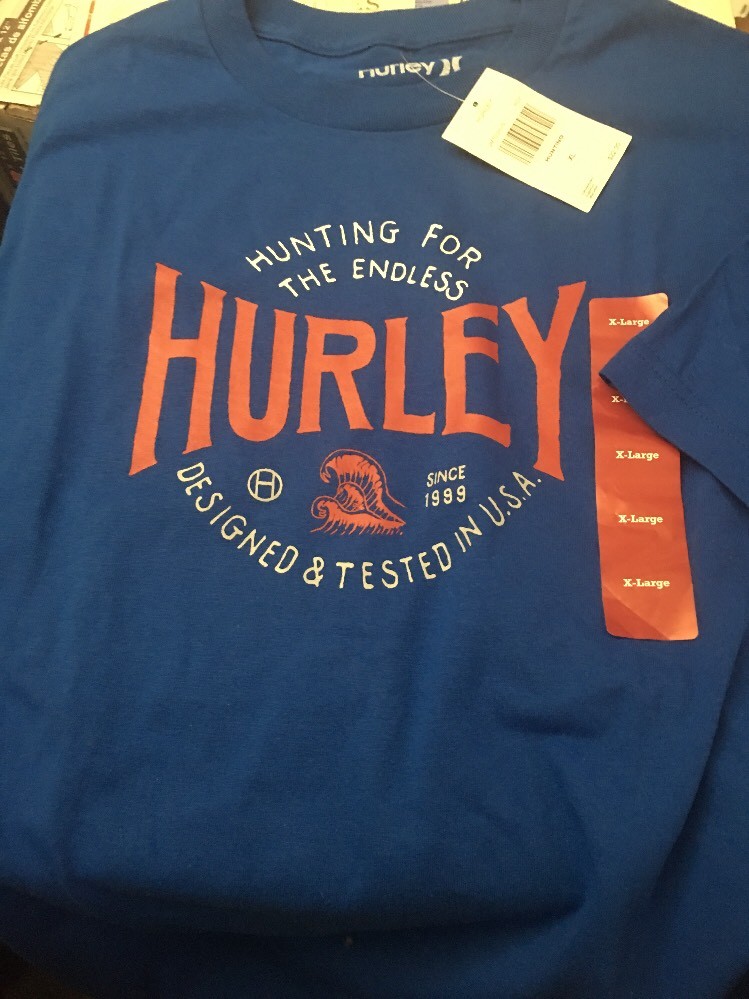 Hurley
HUNTING FOR
THE ENDLESS
HURLEY
SINCE
1999
DESIGNED & TESTED IN U.S.A.
X-Large
X-
X-Large
X-Large
X-Large